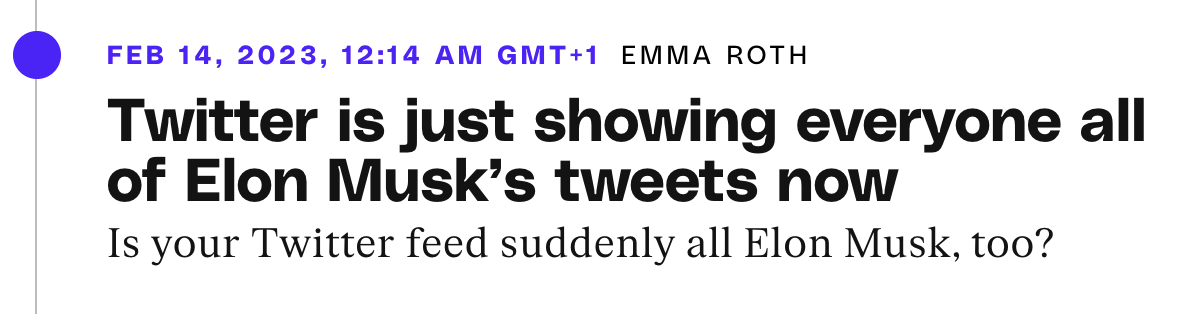 FEB 14, 2023, 12:14 AM GMT+1 EMMA ROTH
Twitter is just showing everyone all
of Elon Musk’s tweets now
Is your Twitter feed suddenly all Elon Musk, too?